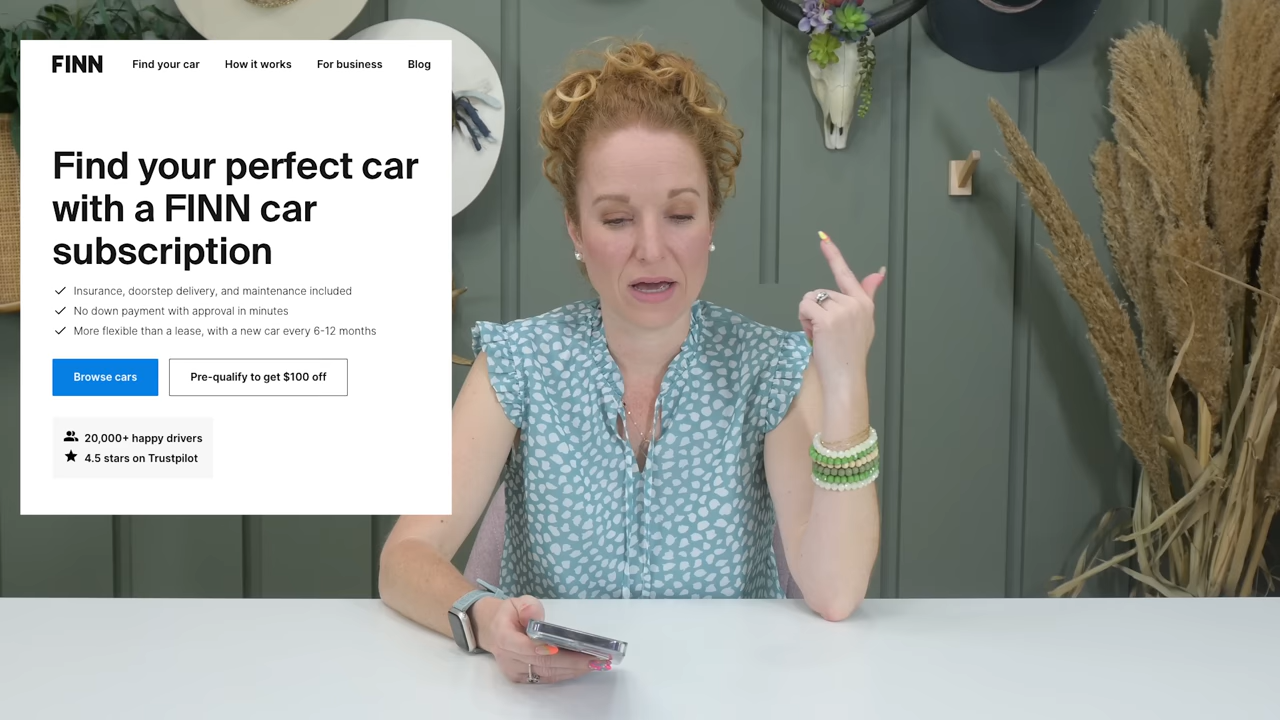 FINN
Find your car
How it works
For business
Blog
Find your perfect car
with a FINN car
subscription
Insurance, doorstep delivery, and maintenance included
No down payment with approval in minutes
More flexible than a lease, with a new car every 6-12 months
Browse cars
Pre-qualify to get $100 off
20,000+ happy drivers
4.5 stars on Trustpilot